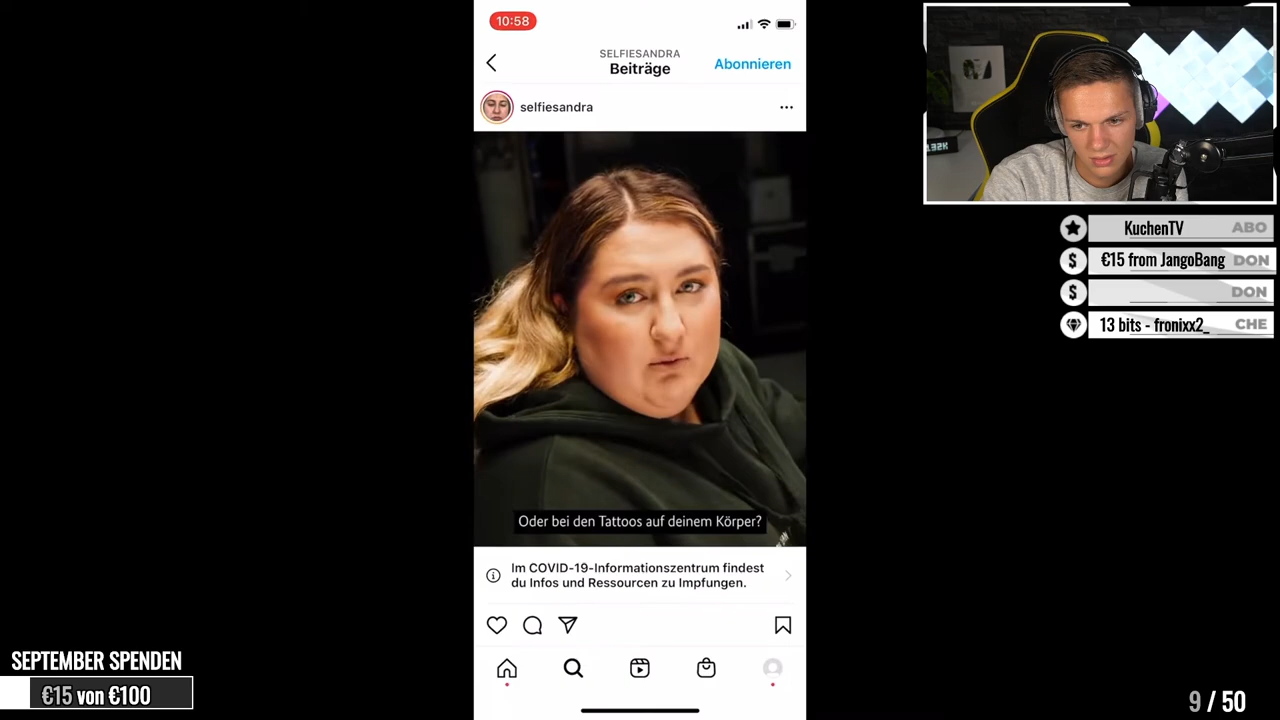 10:58
SELFIESANDRA
Beiträge
Abonnieren
selfiesandra
Oder bei den Tattoos auf deinem Körper?
Im COVID-19-Informationszentrum findest
du Infos und Ressourcen zu Impfungen.
KuchenTV ABO
€15 from JangoBang DON
DON
13 bits - fronixx2_ CHE
SEPTEMBER SPENDEN
€15 von €100
9 / 50